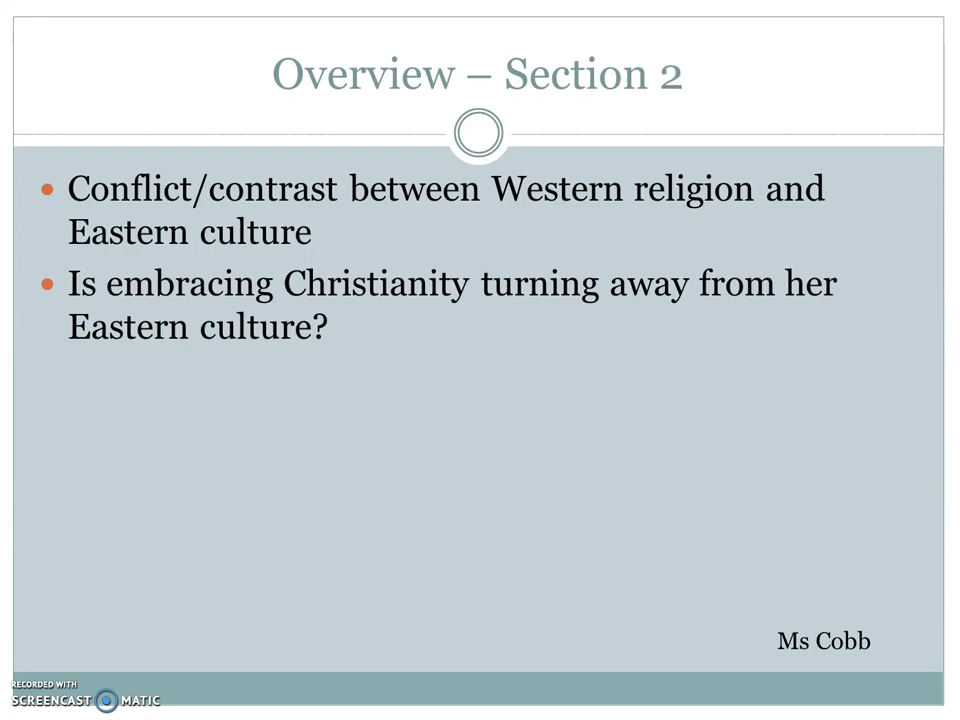 Overview – Section 2
Conflict/contrast between Western religion and
Eastern culture
Is embracing Christianity turning away from her
Eastern culture?
Ms Cobb
RECORDED WITH
SCREENCAST MATIC